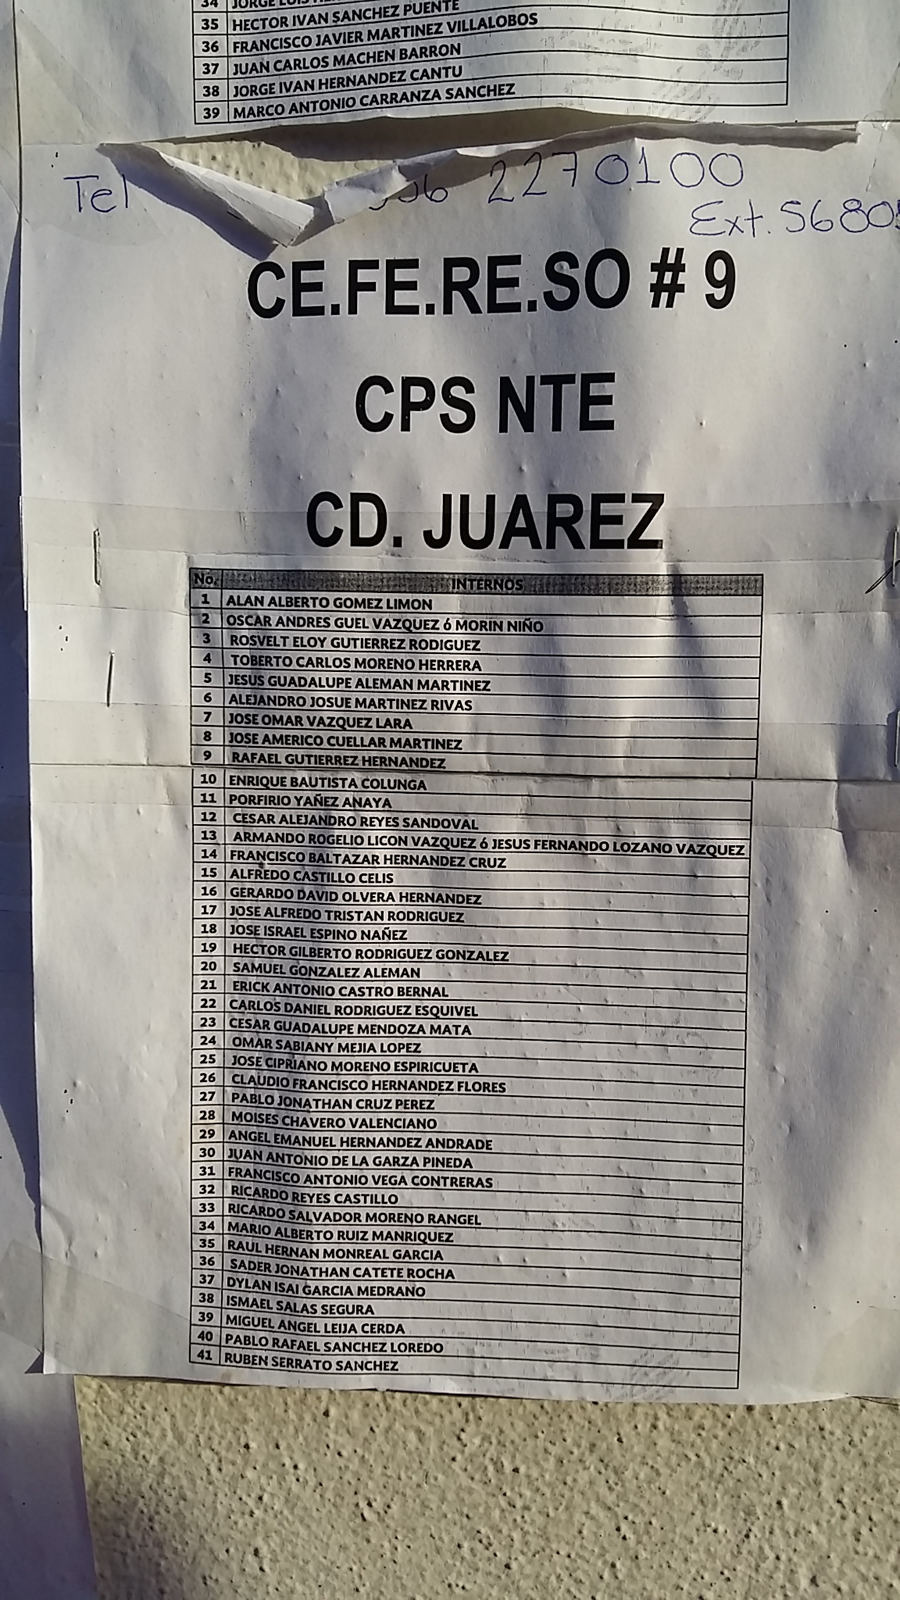 34 JORGE LUIS
35 HECTOR IVAN SANCHEZ PUENTE
36 FRANCISCO JAVIER MARTINEZ VILLALOBOS
37 JUAN CARLOS MACHEN BARRON
38 JORGE IVAN HERNANDEZ CANTU
39 MARCO ANTONIO CARRANZA SANCHEZ
Tel 2270100
Ext. 5680
CE.FE.RE.SO # 9
CPS NTE
CD. JUAREZ
No. INTERNOS
1 ALAN ALBERTO GOMEZ LIMON
2 OSCAR ANDRES GUEL VAZQUEZ ó MORIN NIÑO
3 ROSVELT ELOY GUTIERREZ RODIGUEZ
4 TOBERTO CARLOS MORENO HERRERA
5 JESUS GUADALUPE ALEMAN MARTINEZ
6 ALEJANDRO JOSUE MARTINEZ RIVAS
7 JOSE OMAR VAZQUEZ LARA
8 JOSE AMERICO CUELLAR MARTINEZ
9 RAFAEL GUTIERREZ HERNANDEZ
10 ENRIQUE BAUTISTA COLUNGA
11 PORFIRIO YAÑEZ ANAYA
12 CESAR ALEJANDRO REYES SANDOVAL
13 ARMANDO ROGELIO LICON VAZQUEZ ó JESUS FERNANDO LOZANO VAZQUEZ
14 FRANCISCO BALTAZAR HERNANDEZ CRUZ
15 ALFREDO CASTILLO CELIS
16 GERARDO DAVID OLVERA HERNANDEZ
17 JOSE ALFREDO TRISTAN RODRIGUEZ
18 JOSE ISRAEL ESPINO NAÑEZ
19 HECTOR GILBERTO RODRIGUEZ GONZALEZ
20 SAMUEL GONZALEZ ALEMAN
21 ERICK ANTONIO CASTRO BERNAL
22 CARLOS DANIEL RODRIGUEZ ESQUIVEL
23 CESAR GUADALUPE MENDOZA MATA
24 OMAR SABIANY MEJIA LOPEZ
25 JOSE CIPRIANO MORENO ESPIRICUETA
26 CLAUDIO FRANCISCO HERNANDEZ FLORES
27 PABLO JONATHAN CRUZ PEREZ
28 MOISES CHAVERO VALENCIANO
29 ANGEL EMANUEL HERNANDEZ ANDRADE
30 JUAN ANTONIO DE LA GARZA PINEDA
31 FRANCISCO ANTONIO VEGA CONTRERAS
32 RICARDO REYES CASTILLO
33 RICARDO SALVADOR MORENO RANGEL
34 MARIO ALBERTO RUIZ MANRIQUEZ
35 RAUL HERNAN MONREAL GARCIA
36 SADER JONATHAN CATETE ROCHA
37 DYLAN ISAI GARCIA MEDRANO
38 ISMAEL SALAS SEGURA
39 MIGUEL ANGEL LEIJA CERDA
40 PABLO RAFAEL SANCHEZ LOREDO
41 RUBEN SERRATO SANCHEZ